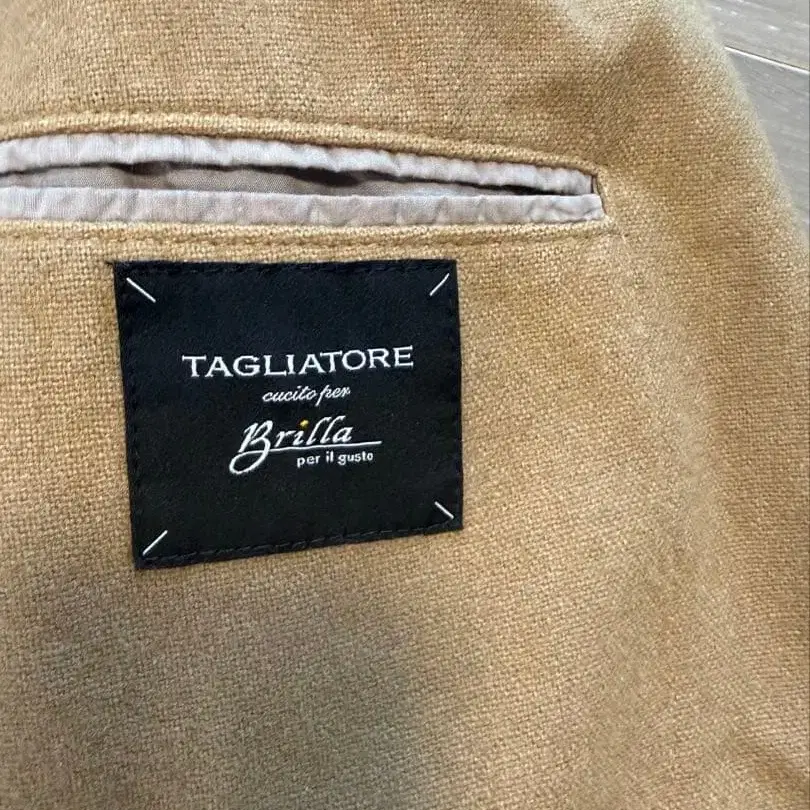 TAGLIATORE
cucito per
Brilla
per il gusto